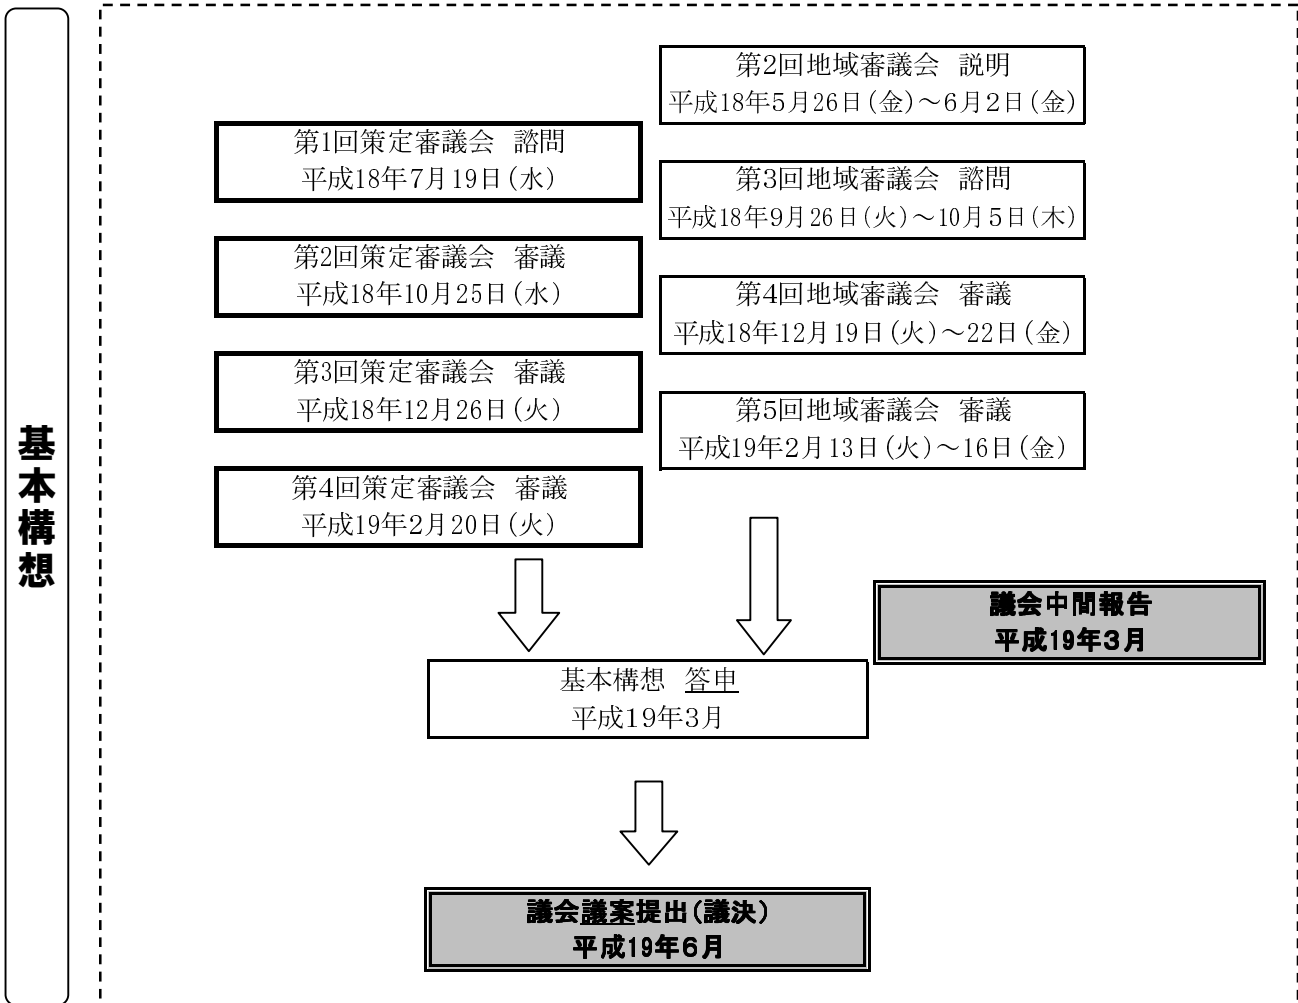 基本構想
第2回地域審議会 説明
平成18年5月26日(金)～6月2日(金)
第1回策定審議会 諮問
平成18年7月19日(水)
第3回地域審議会 諮問
平成18年9月26日(火)～10月5日(木)
第2回策定審議会 審議
平成18年10月25日(水)
第4回地域審議会 審議
平成18年12月19日(火)～22日(金)
第3回策定審議会 審議
平成18年12月26日(火)
第5回地域審議会 審議
平成19年2月13日(火)～16日(金)
第4回策定審議会 審議
平成19年2月20日(火)
議会中間報告
平成19年3月
基本構想 答申
平成19年3月
議会議案提出(議決)
平成19年6月